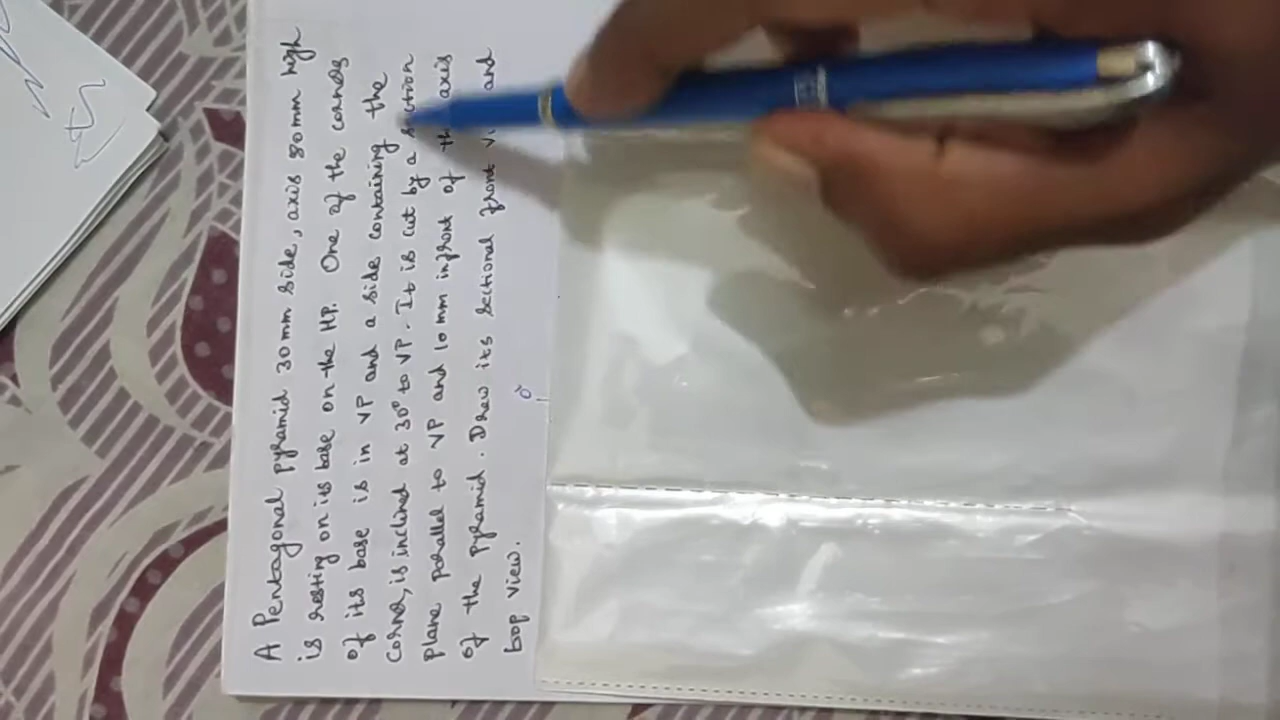 A Pentagonal pyramid 30mm side, axis 80mm high
is resting on its base on the HP. One of the corners
of its base is in VP and a side containing the
corner, is inclined at 30° to VP. It is cut by a section
plane parallel to VP and 10mm infront of the axis
of the pyramid. Draw its sectional front and
top view.
O'